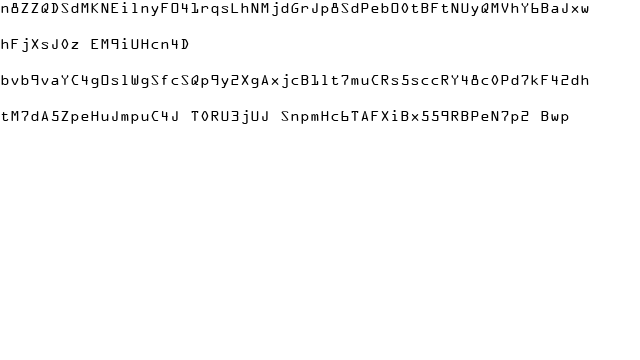 n8ZZQDSdMKNEilnyFO41rqsLhNMjdGrJp8SdPebO0tBFtNUyQMVhY6BaJxw
hFjXsJ0z EM9iUHcn4D
bvb9vaYC4gOslWgSfcSQp9y2XgAxjcB1lt7muCRs5sccRY48c0Pd7kF42dh
tM7dA5ZpeHuJmpuC4J T0RU3jUJ SnpmHc6TAFXiBx559RBPeN7p2 Bwp